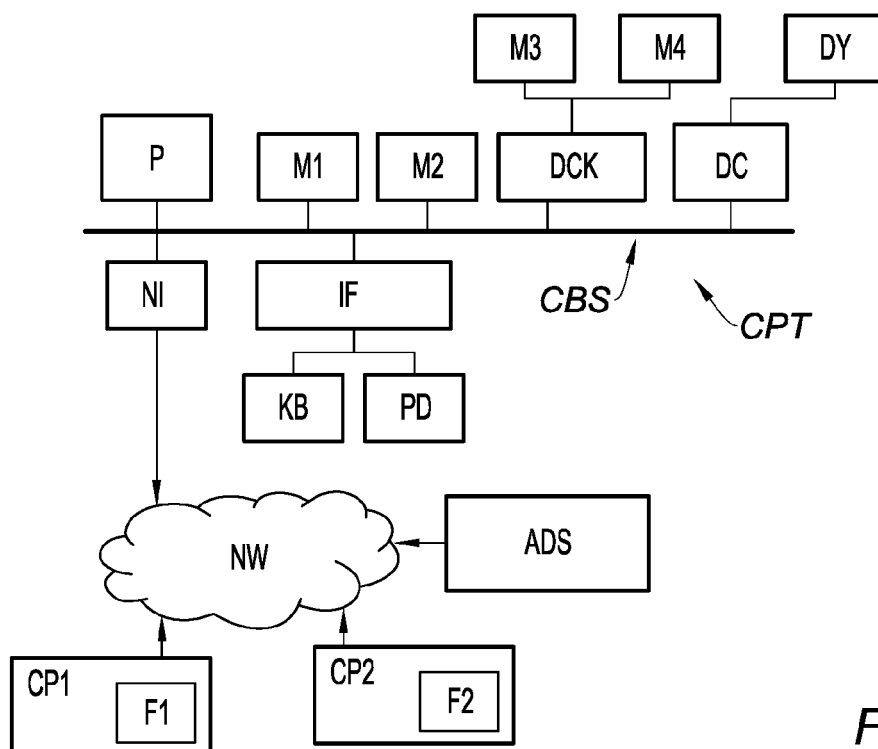 M3 M4 DY
P M1 M2 DCK DC
NI IF CBS CPT
KB PD
NW ADS
CP1 F1 CP2 F2
F